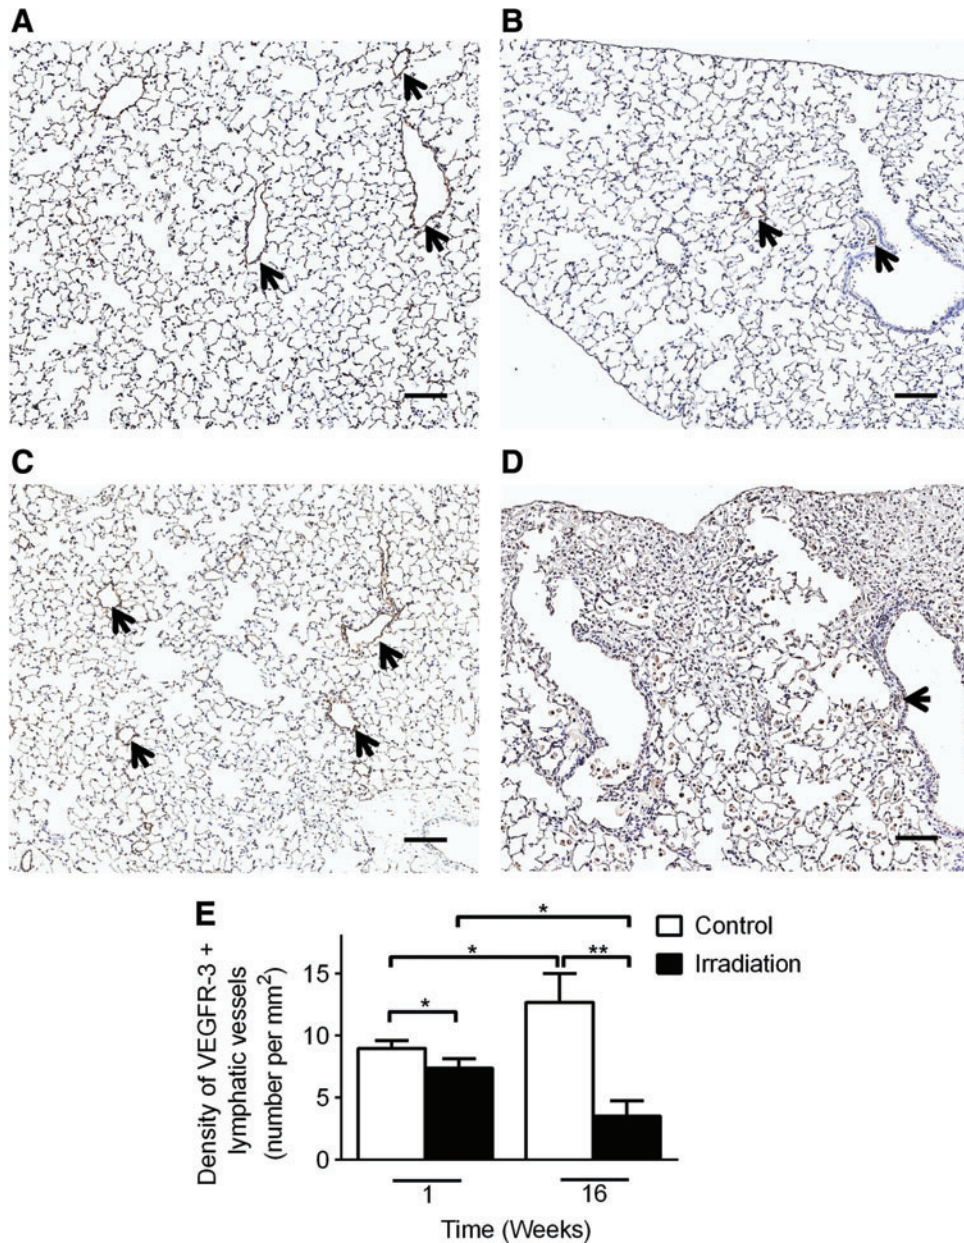 A
B
C
D
E
Density of VEGFR-3 +
lymphatic vessels
(number per mm²)
15
10
5
0
*
*
*
**
Control
Irradiation
1
16
Time (Weeks)